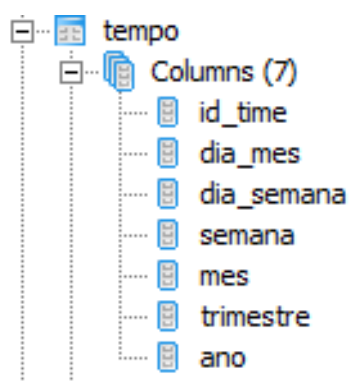 tempo
Columns (7)
id_time
dia_mes
dia_semana
semana
mes
trimestre
ano